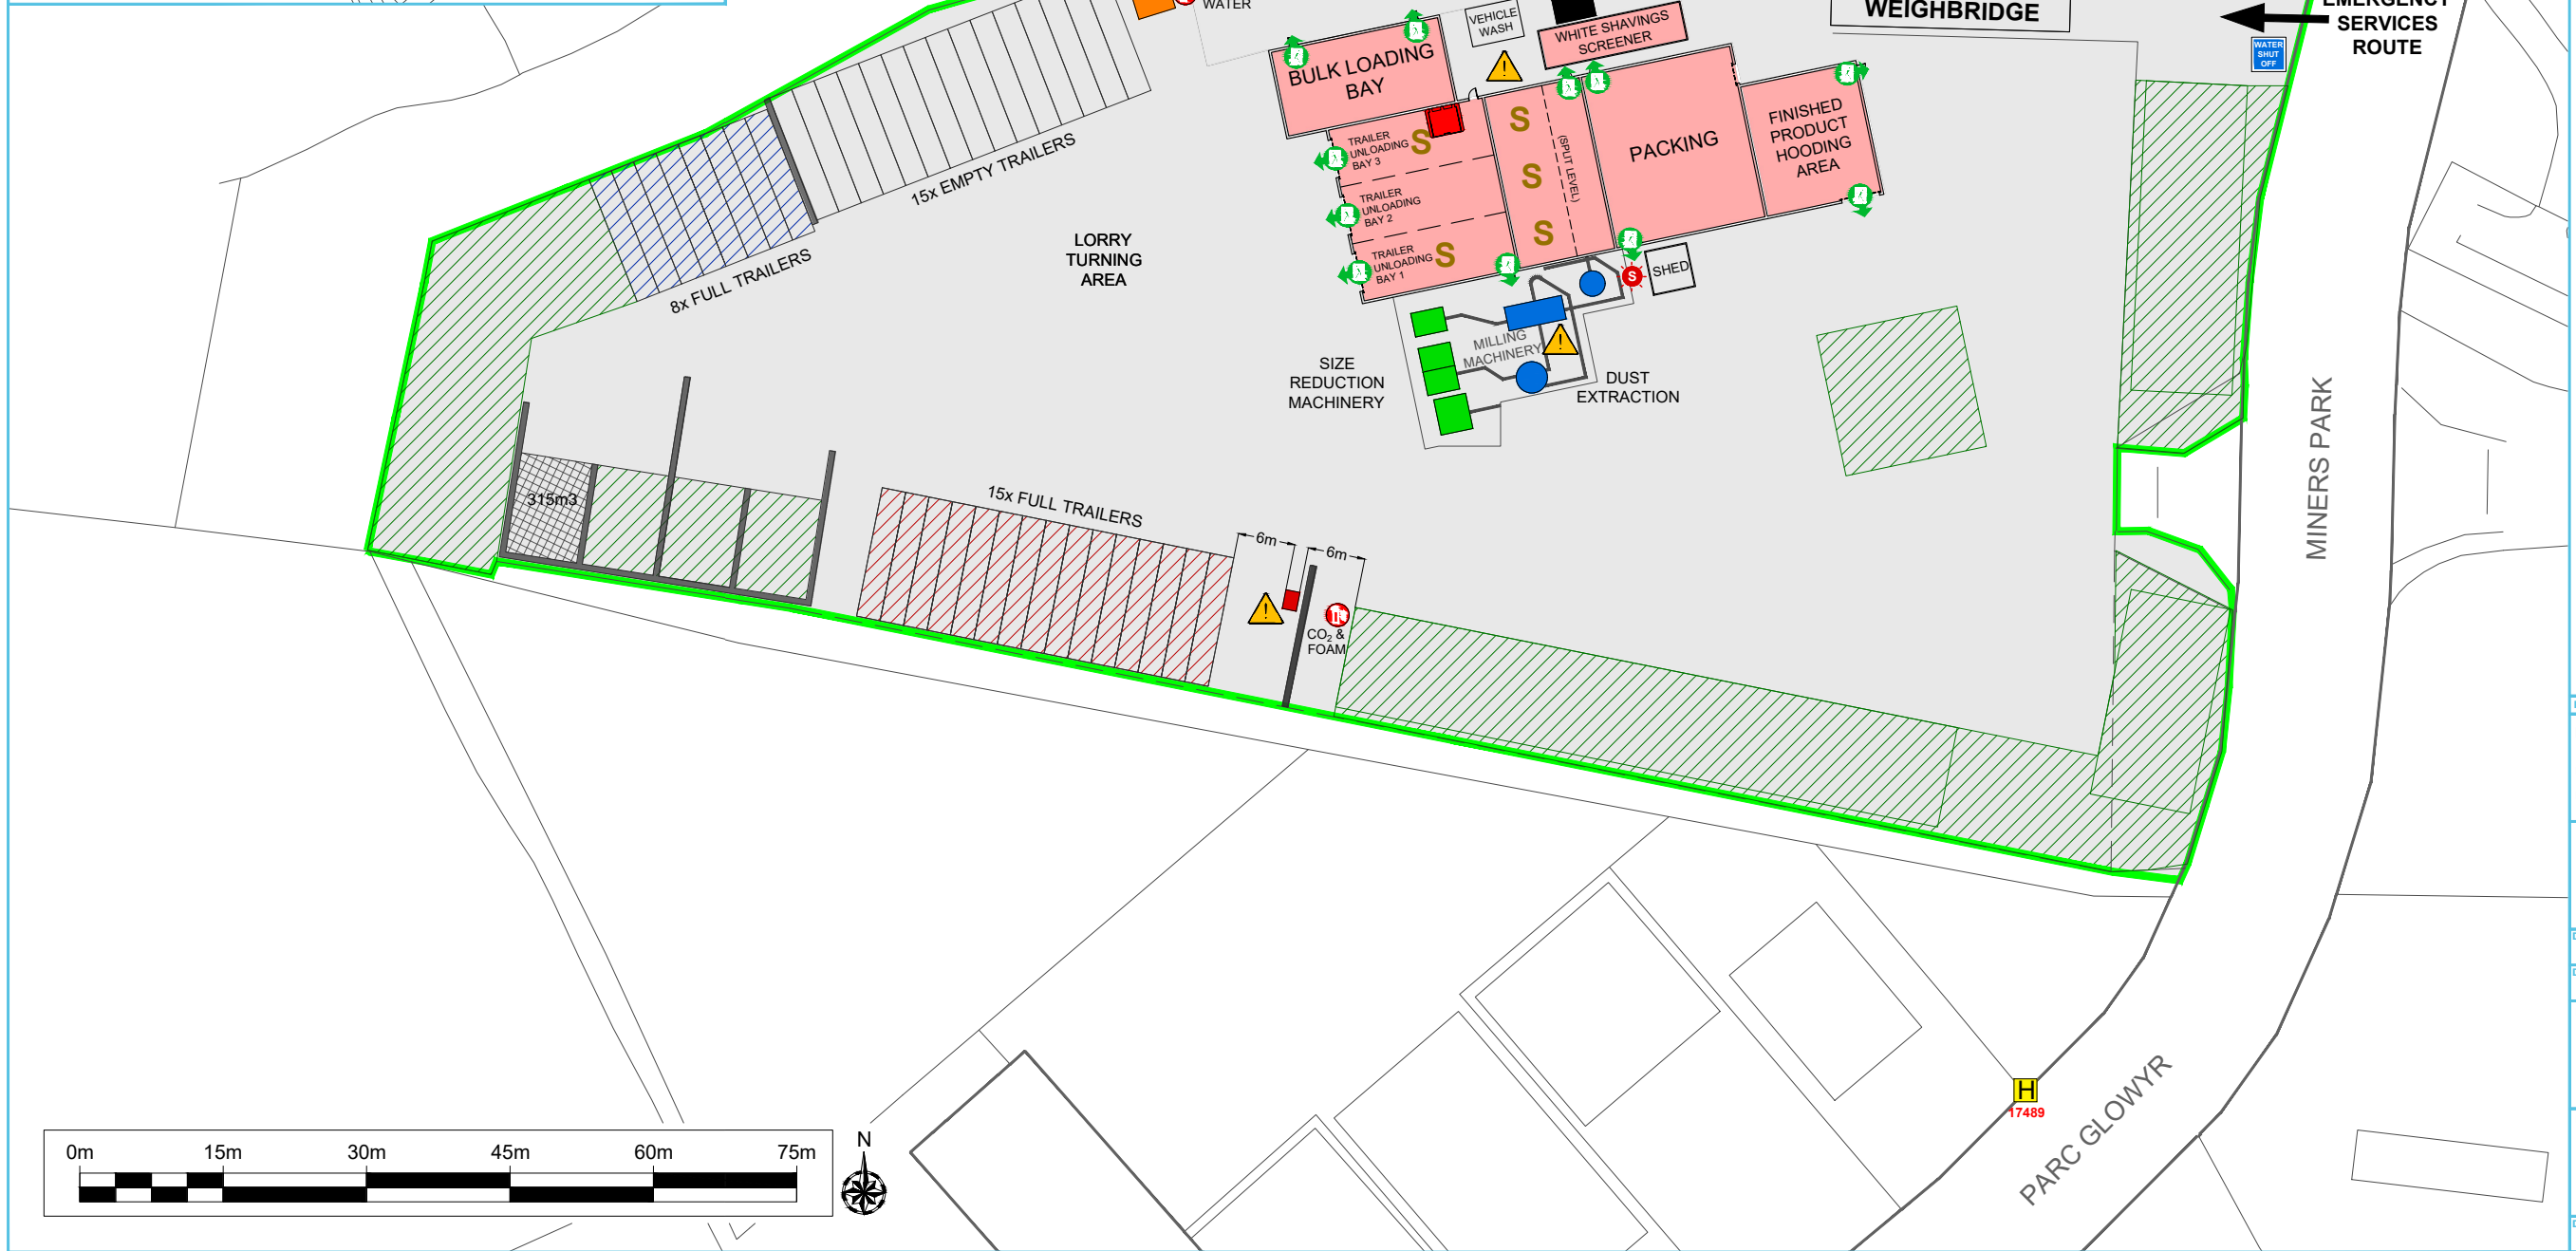 WATER
VEHICLE
WASH
WHITE SHAVINGS
SCREENER
WEIGHBRIDGE
EMERGENCY
SERVICES
ROUTE
WATER
SHUT
OFF
BULK LOADING
BAY
TRAILER
UNLOADING
BAY 3
TRAILER
UNLOADING
BAY 2
TRAILER
UNLOADING
BAY 1
S
S
S
S
S
(SPLIT LEVEL)
PACKING
FINISHED
PRODUCT
HOODING
AREA
15x EMPTY TRAILERS
8x FULL TRAILERS
LORRY
TURNING
AREA
S
SHED
MILLING
MACHINERY
SIZE
REDUCTION
MACHINERY
DUST
EXTRACTION
MINERS PARK
315m3
15x FULL TRAILERS
6m
6m
CO₂ &
FOAM
H
17489
PARC GLOWYR
0m 15m 30m 45m 60m 75m
N